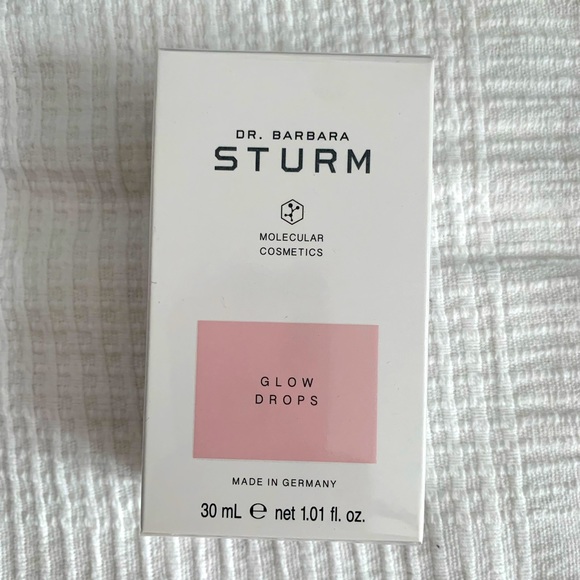 DR. BARBARA
STURM
MOLECULAR
COSMETICS
GLOW
DROPS
MADE IN GERMANY
30 mL ℮ net 1.01 fl. oz.